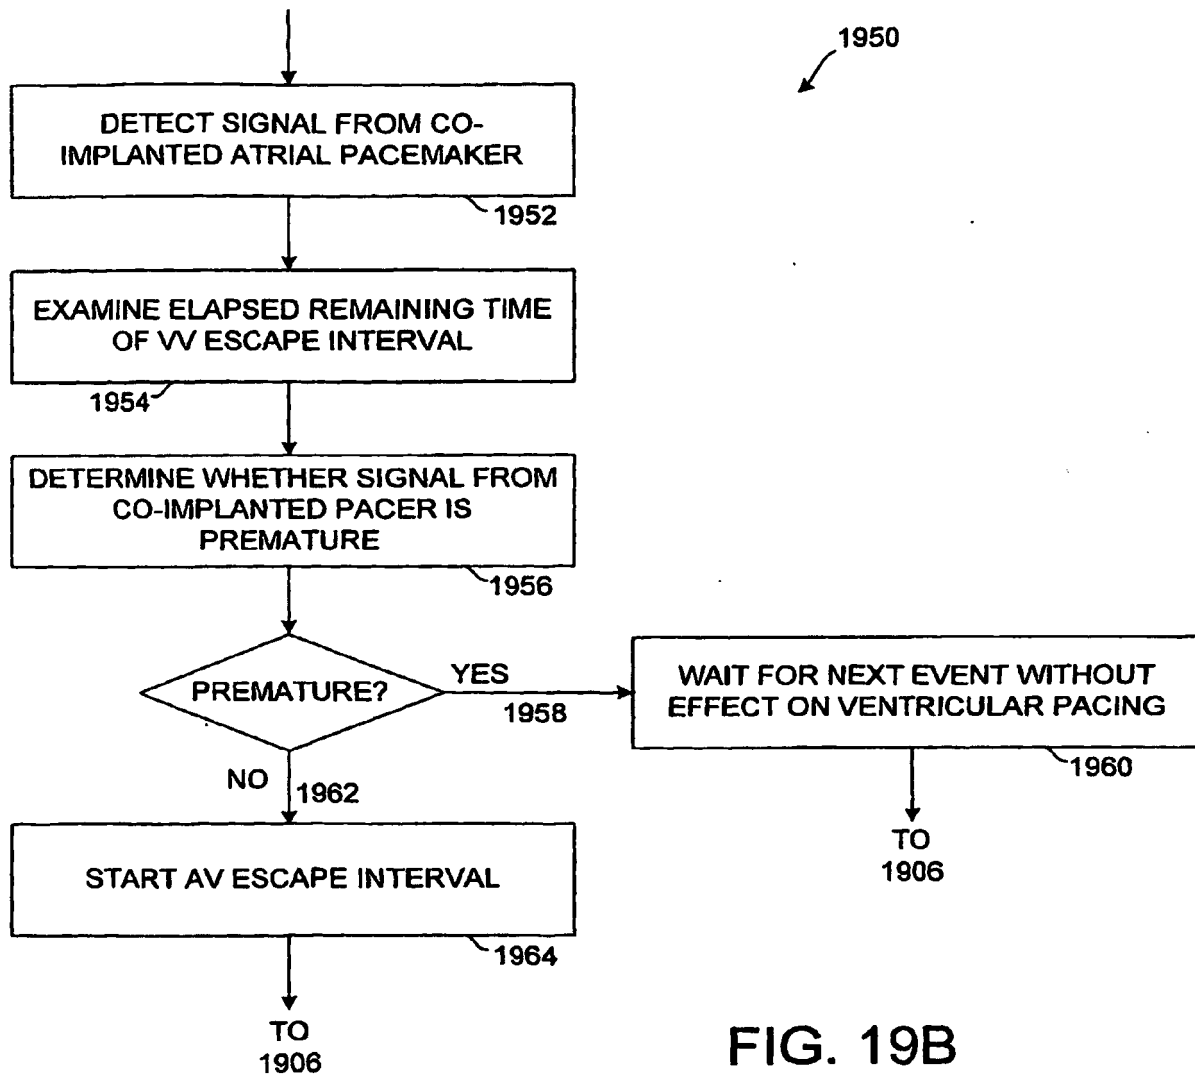 1950
DETECT SIGNAL FROM CO-
IMPLANTED ATRIAL PACEMAKER
1952
EXAMINE ELAPSED REMAINING TIME
OF VV ESCAPE INTERVAL
1954
DETERMINE WHETHER SIGNAL FROM
CO-IMPLANTED PACER IS
PREMATURE
1956
PREMATURE?
YES
1958
WAIT FOR NEXT EVENT WITHOUT
EFFECT ON VENTRICULAR PACING
1960
TO
1906
NO
1962
START AV ESCAPE INTERVAL
1964
TO
1906
FIG. 19B